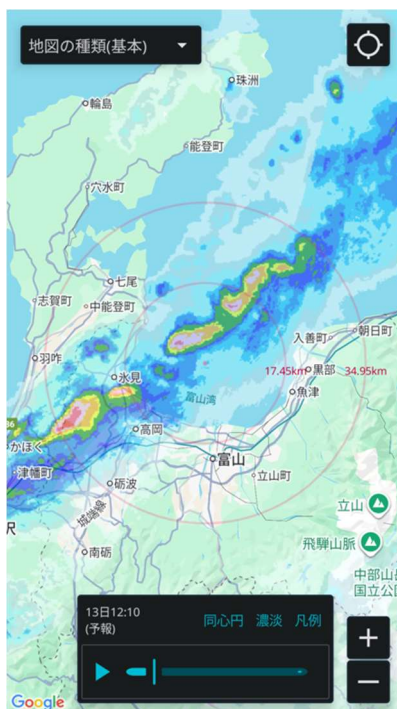 地図の種類(基本)
珠洲
輪島
能登町
穴水町
七尾
志賀町
中能登町
入善町
朝日町
羽咋
17.45km
黒部
34.95km
氷見
富山湾
魚津
かほく
高岡
富山
津幡町
立山町
砺波
沢
城端線
立山
南砺
飛騨山脈
中部山岳
国立公
13日12:10
(予報)
同心円 濃淡 凡例
+
−
Google